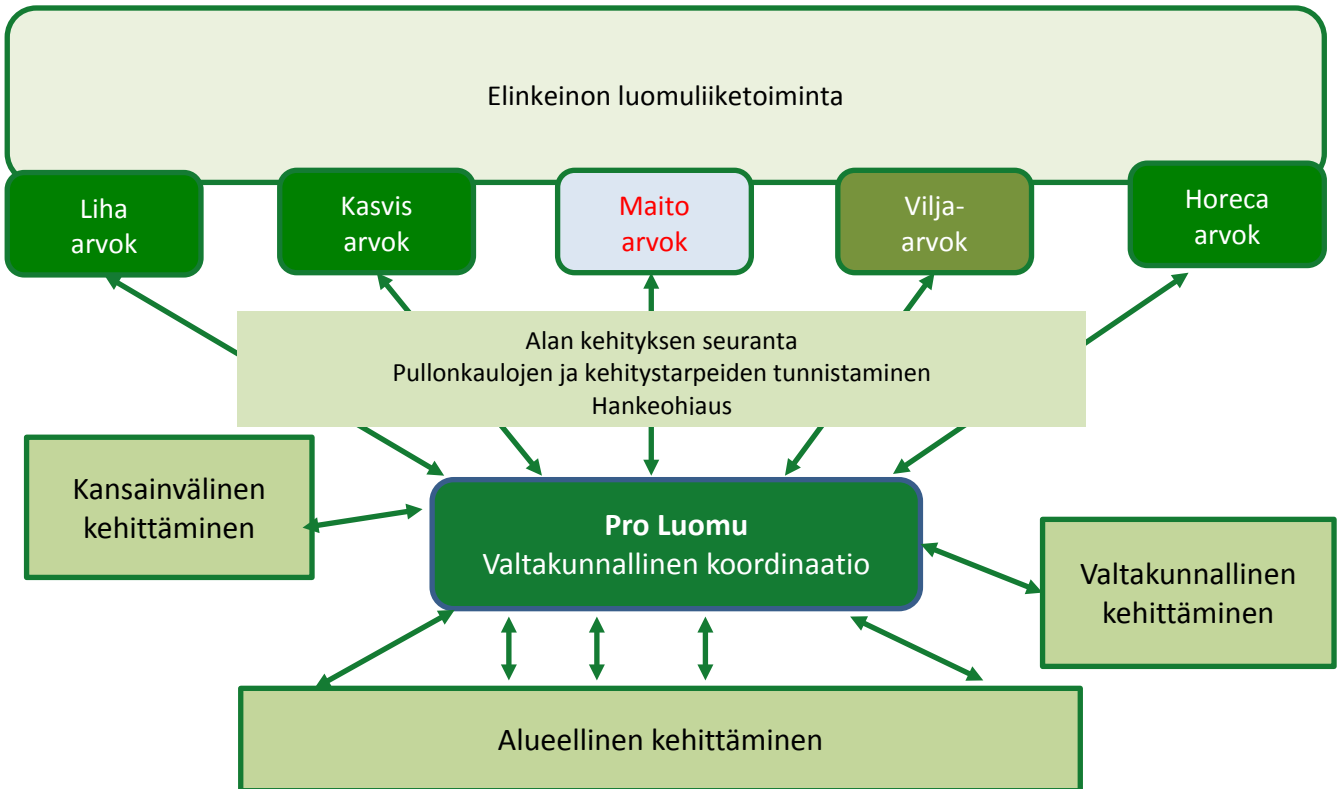 Elinkeinon luomuliiketoiminta
Liha
arvok
Kasvis
arvok
Maito
arvok
Vilja-
arvok
Horeca
arvok
Alan kehityksen seuranta
Pullonkaulojen ja kehitystarpeiden tunnistaminen
Hankeohjaus
Kansainvälinen
kehittäminen
Pro Luomu
Valtakunnallinen koordinaatio
Valtakunnallinen
kehittäminen
Alueellinen kehittäminen